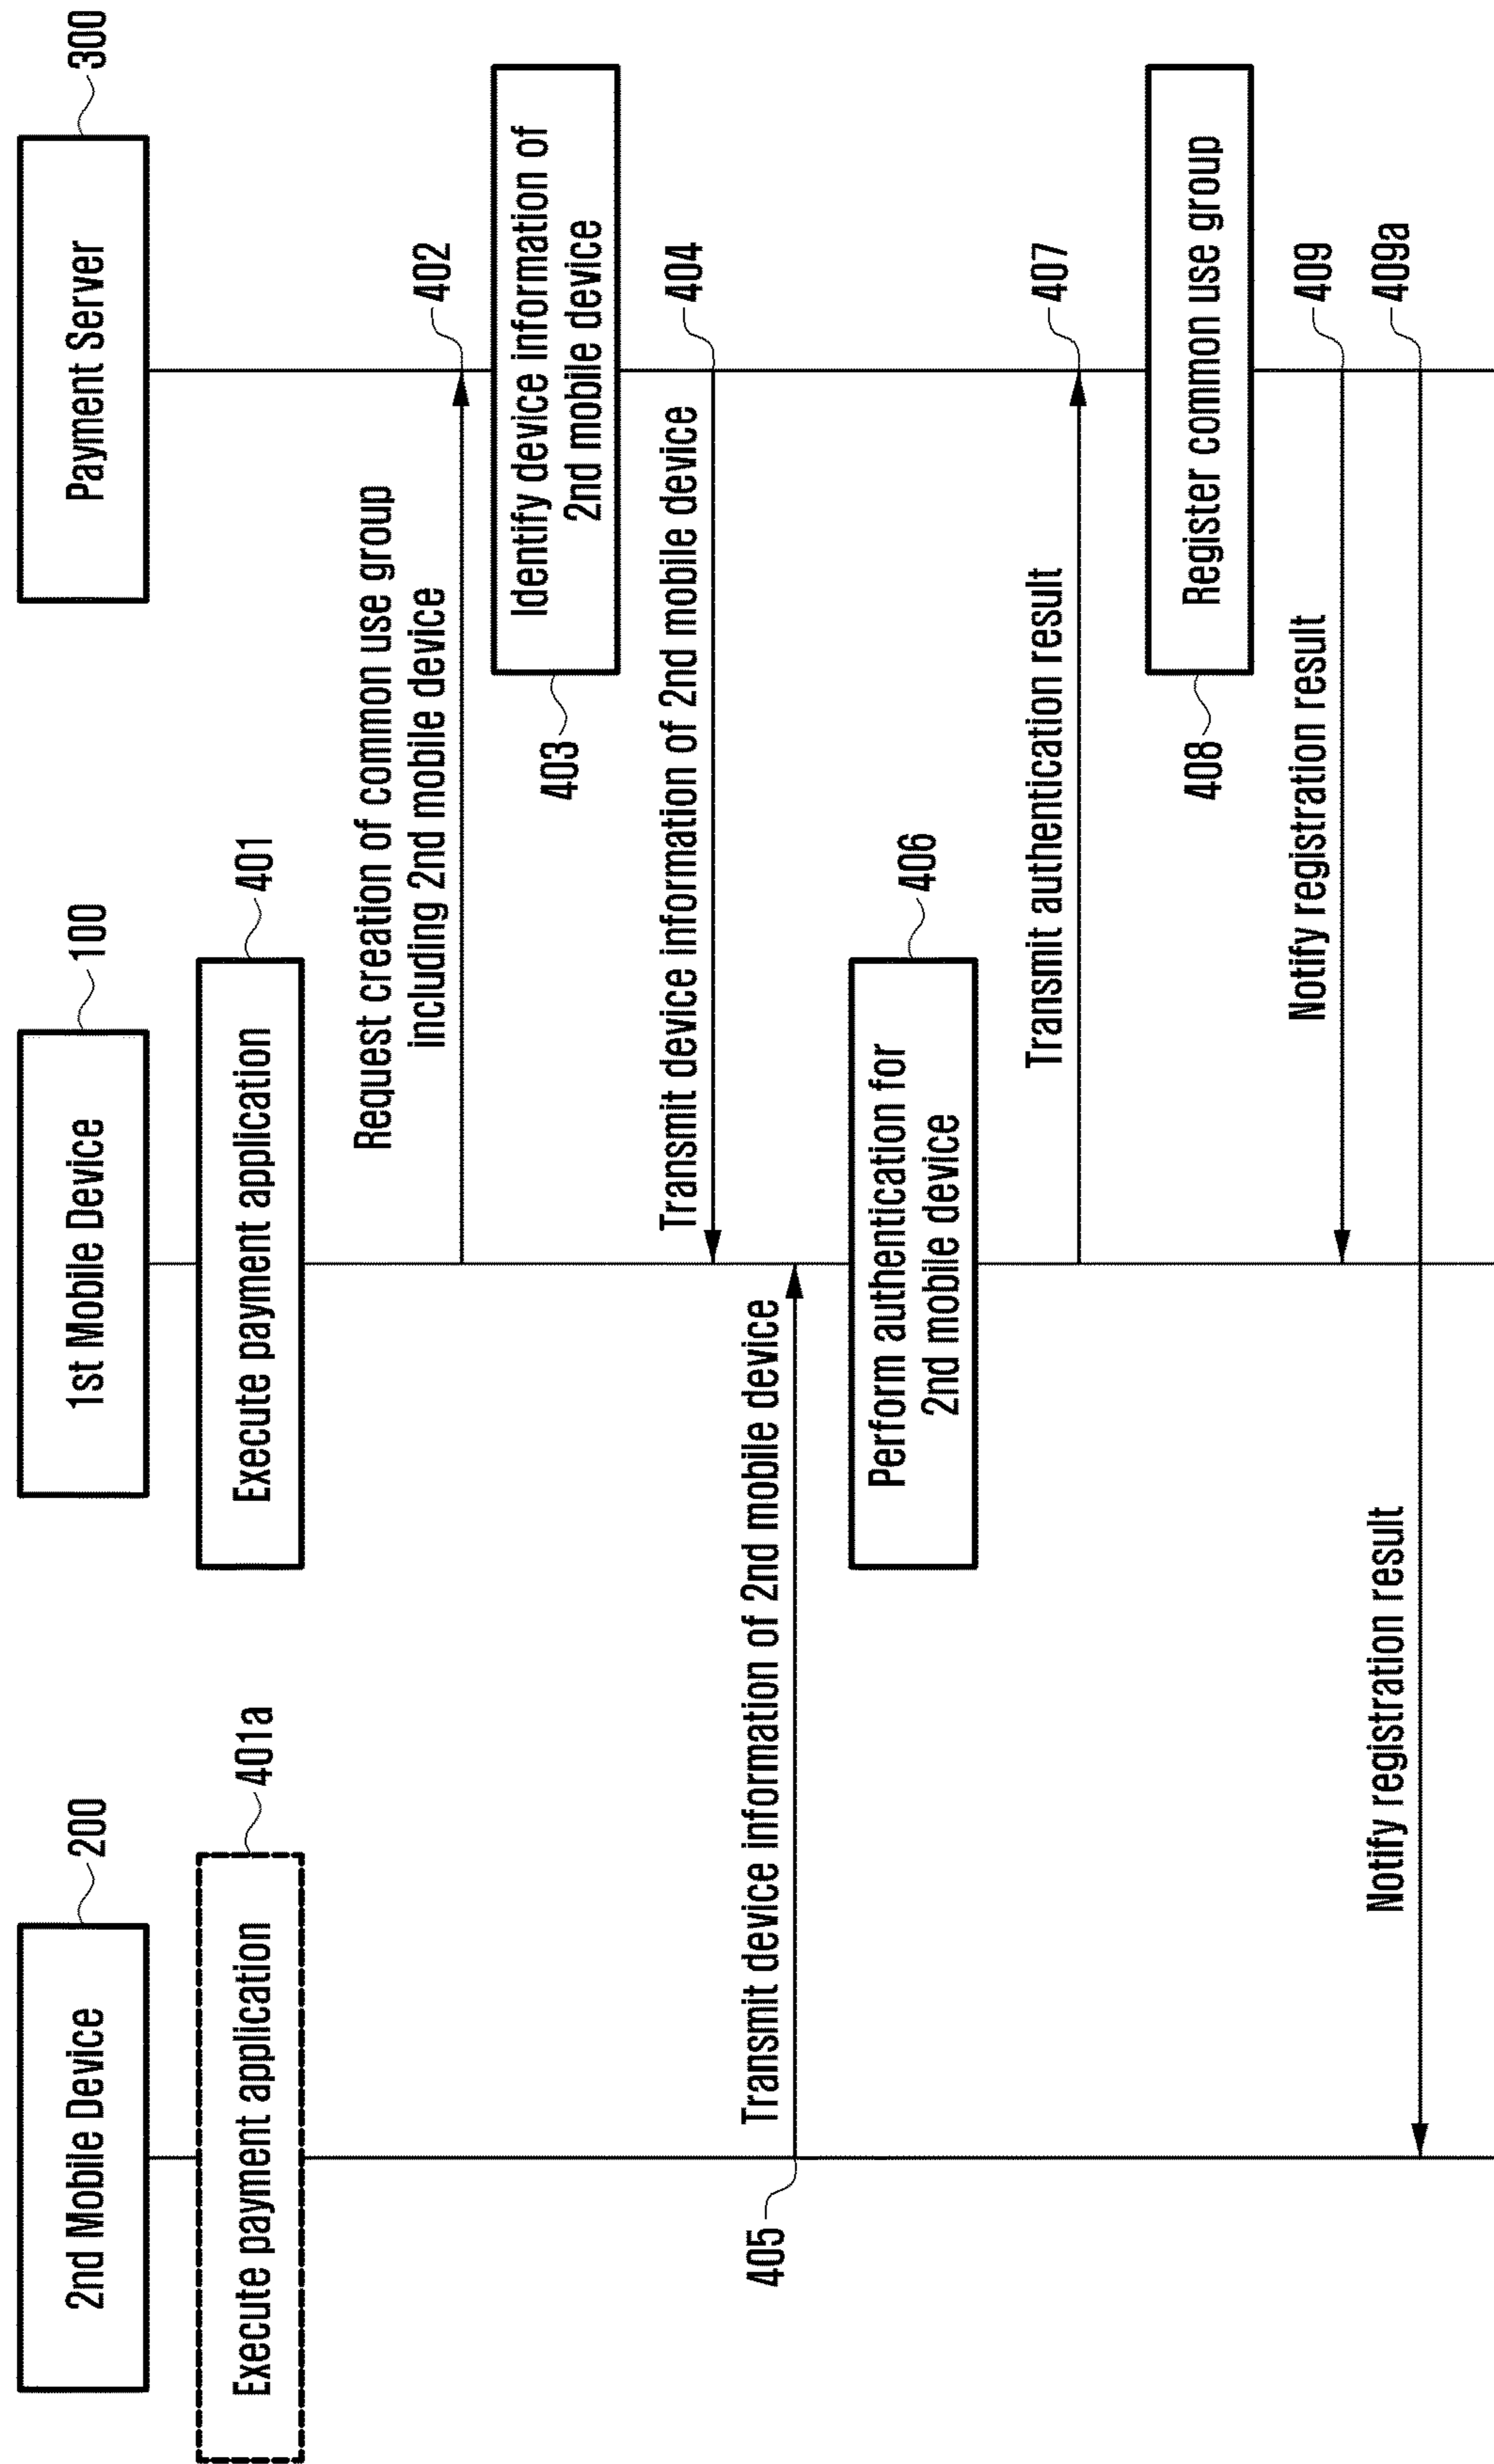 2nd Mobile Device
200
1st Mobile Device
100
Payment Server
300
Execute payment application
401a
Execute payment application
401
Request creation of common use group
including 2nd mobile device
402
Identify device information of
2nd mobile device
403
Transmit device information of 2nd mobile device
404
Transmit device information of 2nd mobile device
405
Perform authentication for
2nd mobile device
406
Transmit authentication result
407
Register common use group
408
Notify registration result
409
Notify registration result
409a